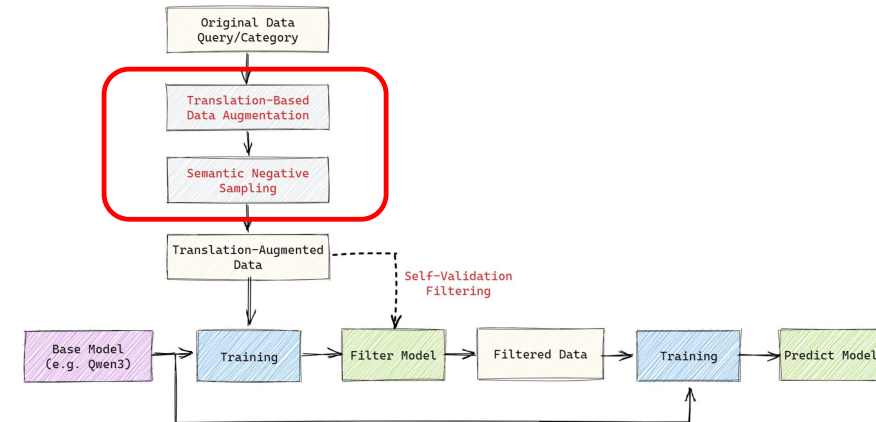 Original Data
Query/Category
Translation-Based
Data Augmentation
Semantic Negative
Sampling
Translation-Augmented
Data
Self-Validation
Filtering
Base Model
(e.g. Qwen3)
Training
Filter Model
Filtered Data
Training
Predict Model